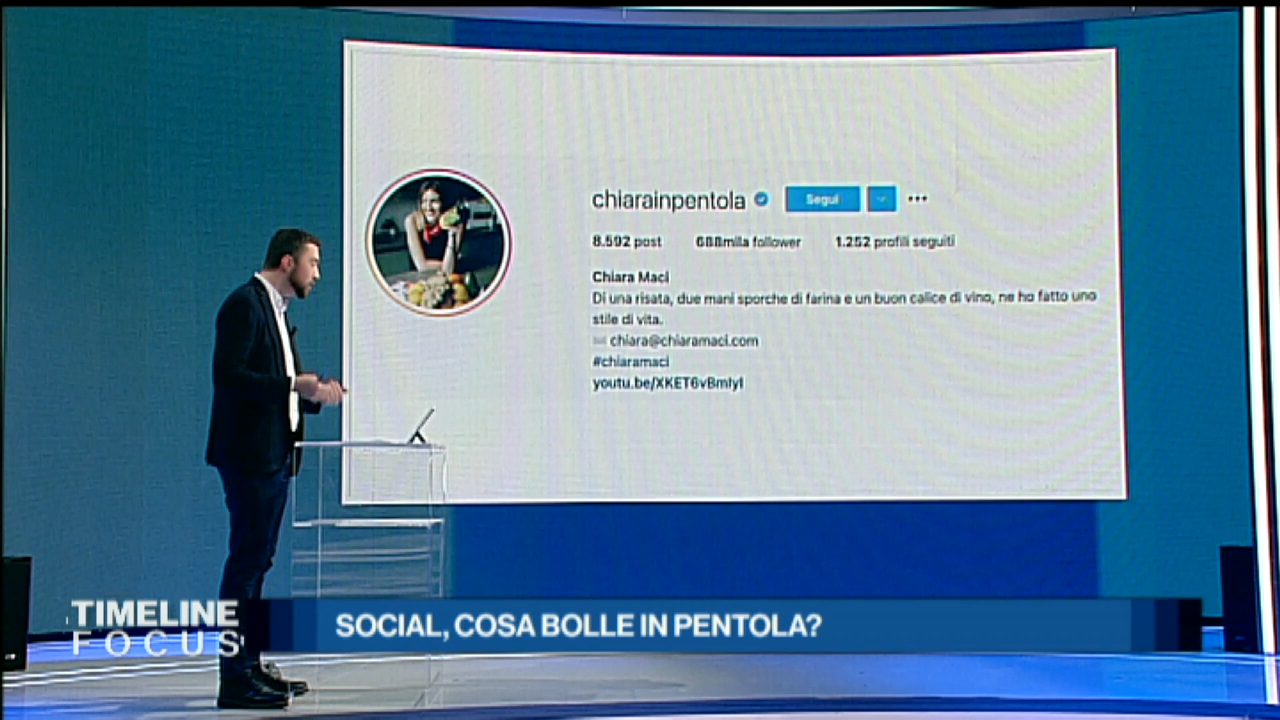 chiarainpentola
Segui
8.592 post 688mila follower 1.252 profili seguiti
Chiara Maci
Di una risata, due mani sporche di farina e un buon calice di vino, ne ho fatto uno
stile di vita.
chiara@chiaramaci.com
#chiaramaci
youtu.be/XKET6vBmlyI
TIMELINE
FOCUS
SOCIAL, COSA BOLLE IN PENTOLA?